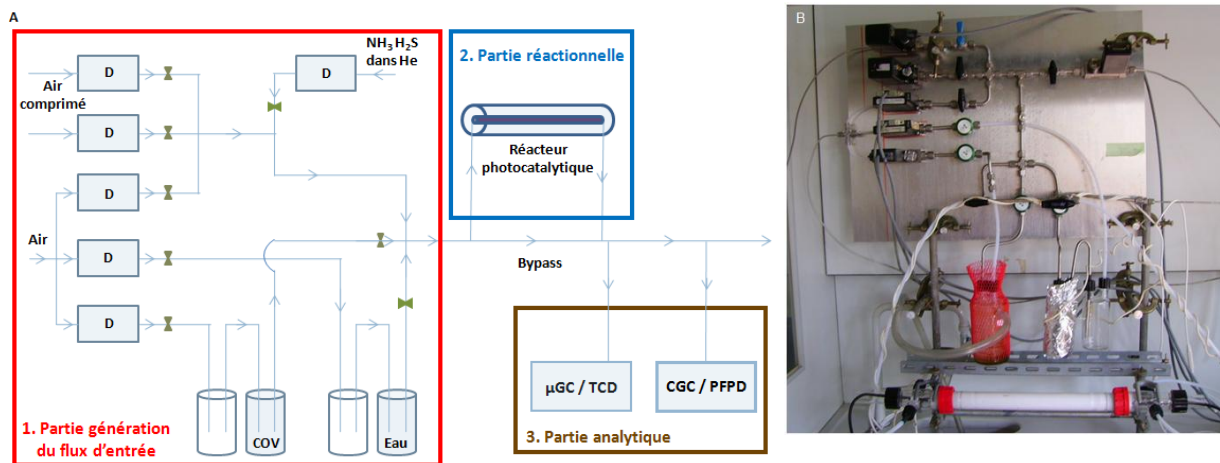 A
B
NH₃ H₂S
dans He
D
D
Air
comprimé
D
D
Air
D
D
COV
Eau
1. Partie génération
du flux d'entrée
2. Partie réactionnelle
Réacteur
photocatalytique
Bypass
µGC / TCD
CGC / PFPD
3. Partie analytique